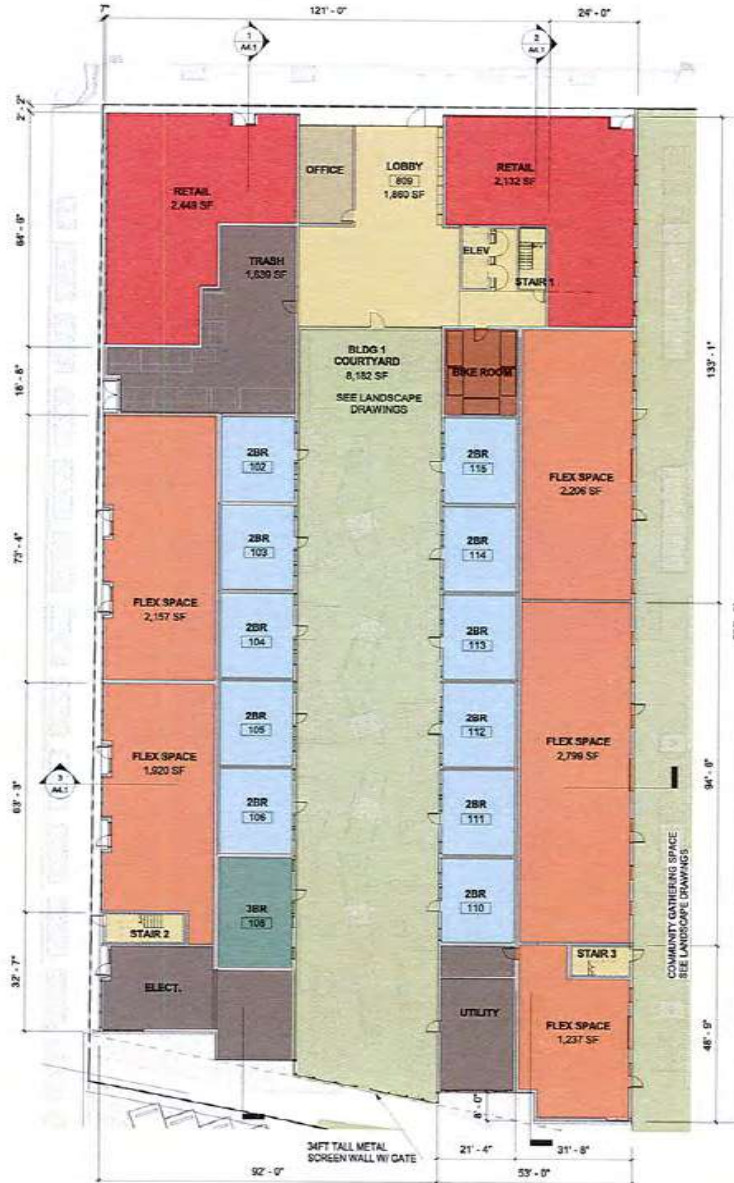 7"
121' - 0"
24' - 0"
1
A4.1
2
A4.1
2' - 2"
OFFICE
LOBBY
809
1,860 SF
RETAIL
2,449 SF
RETAIL
2,132 SF
64' - 6"
ELEV
STAIR 1
TRASH
1,639 SF
BLDG 1
COURTYARD
8,182 SF
SEE LANDSCAPE
DRAWINGS
BIKE ROOM
18' - 8"
133' - 1"
2BR
102
2BR
115
FLEX SPACE
2,206 SF
2BR
103
2BR
114
73' - 4"
FLEX SPACE
2,157 SF
2BR
104
2BR
113
2BR
105
2BR
112
FLEX SPACE
1,920 SF
FLEX SPACE
2,799 SF
3
A4.1
63' - 3"
94' - 6"
2BR
106
2BR
111
3BR
108
2BR
110
COMMUNITY GATHERING SPACE
SEE LANDSCAPE DRAWINGS
STAIR 2
STAIR 3
32' - 7"
ELECT.
UTILITY
FLEX SPACE
1,237 SF
48' - 9"
8' - 0"
34FT TALL METAL
SCREEN WALL W/ GATE
21' - 4"
31' - 8"
92' - 0"
53' - 0"